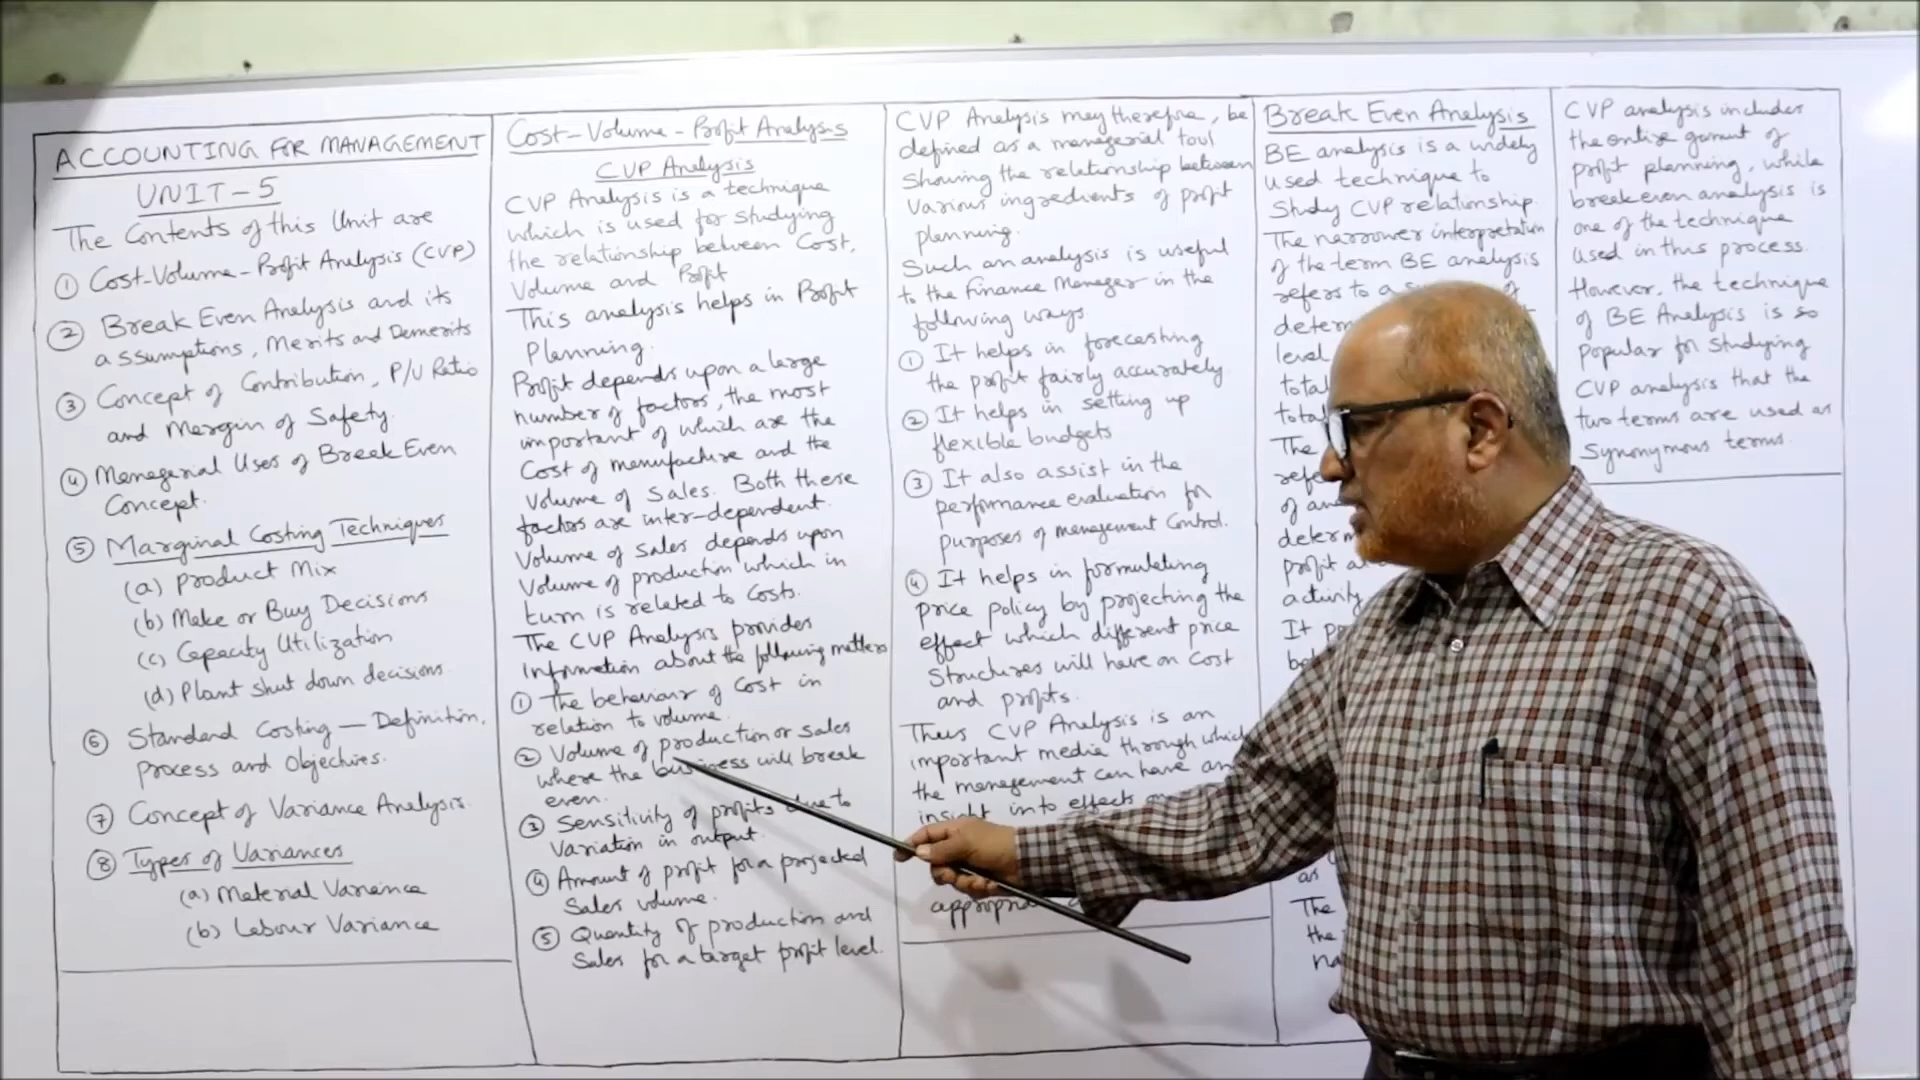 ACCOUNTING FOR MANAGEMENT
UNIT-5
The Contents of this Unit are
① Cost-Volume-Profit Analysis (CVP)
② Break Even Analysis and its
assumptions, Merits and Demerits
③ Concept of Contribution, P/V Ratio
and Margin of Safety.
④ Managerial Uses of Break Even
Concept.
⑤ Marginal Costing Techniques
(a) Product Mix
(b) Make or Buy Decisions
(c) Capacity Utilization
(d) Plant shut down decisions.
⑥ Standard Costing — Definition,
process and Objectives.
⑦ Concept of Variance Analysis.
⑧ Types of Variances
(a) Material Variance
(b) Labour Variance
Cost-Volume-Profit Analysis
CVP Analysis
CVP Analysis is a technique
which is used for studying
the relationship between Cost,
Volume and Profit
This analysis helps in Profit
Planning.
Profit depends upon a large
number of factors, the most
important of which are the
Cost of manufacture and the
Volume of Sales. Both these
factors are inter-dependent.
Volume of sales depends upon
Volume of production which in
turn is related to Costs.
The CVP Analysis provides
Information about the following matters
① The behaviour of Cost in
relation to volume.
② Volume of production or sales
where the business will break
even.
③ Sensitivity of profits due to
Variation in output.
④ Amount of profit for a projected
Sales volume.
⑤ Quantity of production and
Sales for a target profit level.
CVP Analysis may therefore, be
defined as a managerial tool
Showing the relationship between
Various ingredients of profit
planning.
Such an analysis is useful
to the Finance Manager in the
following ways
① It helps in forecasting
the profit fairly accurately
② It helps in setting up
flexible budgets
③ It also assist in the
performance evaluation for
purposes of management Control.
④ It helps in formulating
price policy by projecting the
effect which different price
Structures will have on cost
and profits.
Thus CVP Analysis is an
important media through which
the management can have an
insight into effects
Break Even Analysis
BE analysis is a widely
used technique to
Study CVP relationship.
The narrower interpretation
of the term BE analysis
refers to a of
level
total
total
The
of
profit
activity
It
as
The
the
CVP analysis includes
the entire gamut of
profit planning, while
break even analysis is
one of the technique
used in this process.
However, the technique
of BE Analysis is so
popular for studying
CVP analysis that the
two terms are used as
Synonymous terms.